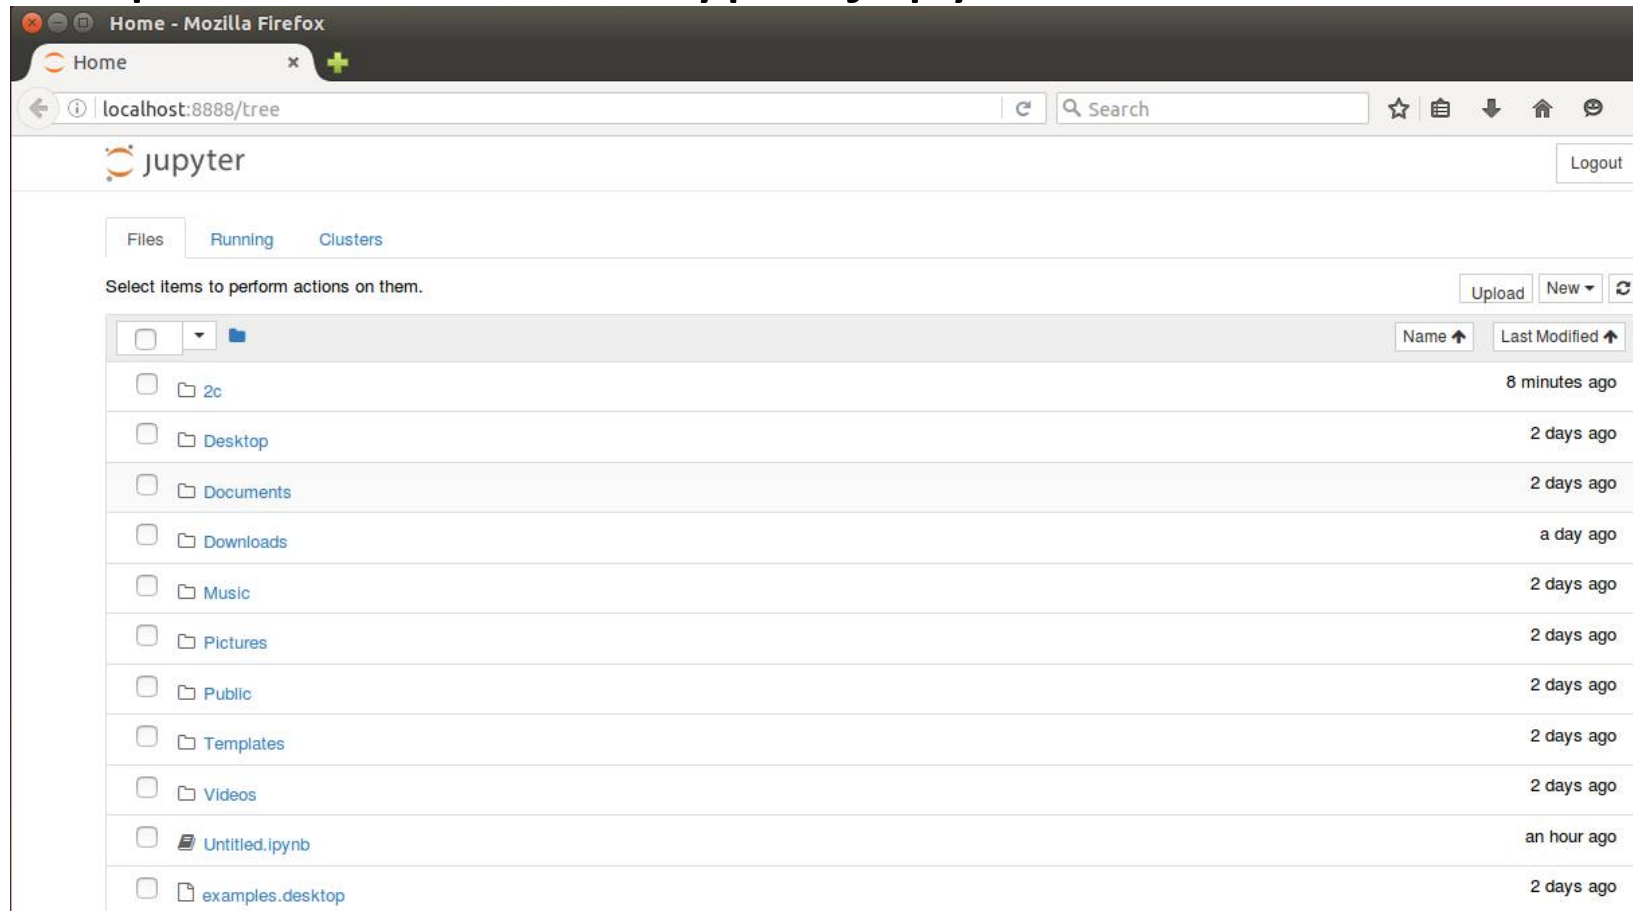 Home - Mozilla Firefox
Home
localhost:8888/tree
Search
jupyter
Logout
Files Running Clusters
Select items to perform actions on them.
Upload New
Name Last Modified
2c 8 minutes ago
Desktop 2 days ago
Documents 2 days ago
Downloads a day ago
Music 2 days ago
Pictures 2 days ago
Public 2 days ago
Templates 2 days ago
Videos 2 days ago
Untitled.ipynb an hour ago
examples.desktop 2 days ago